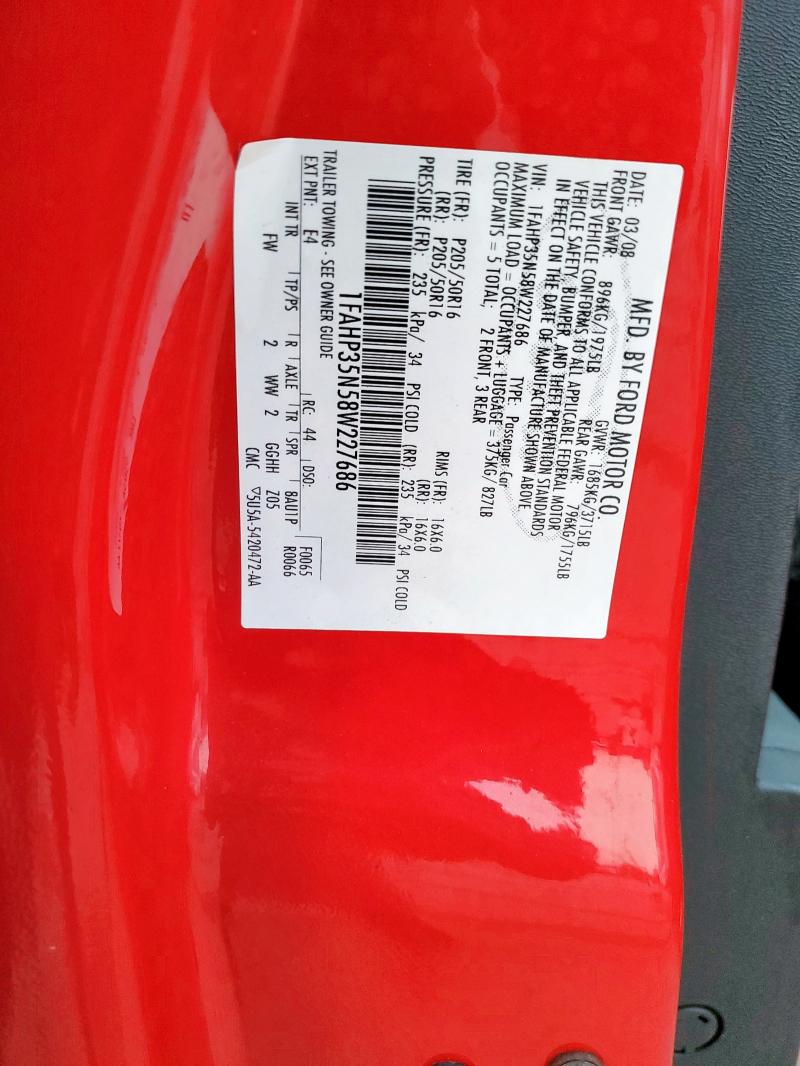 MFD. BY FORD MOTOR CO.
DATE: 03/08 GVWR: 1685KG/3715LB
FRONT GAWR: 896KG/1975LB REAR GAWR: 796KG/1755LB
THIS VEHICLE CONFORMS TO ALL APPLICABLE FEDERAL MOTOR
VEHICLE SAFETY, BUMPER, AND THEFT PREVENTION STANDARDS
IN EFFECT ON THE DATE OF MANUFACTURE SHOWN ABOVE.
VIN: 1FAHP35N58W227686 TYPE: Passenger Car
MAXIMUM LOAD = OCCUPANTS + LUGGAGE = 375KG/ 827LB
OCCUPANTS = 5 TOTAL; 2 FRONT, 3 REAR
TIRE (FR): P205/50R16 RIMS (FR): 16X6.0
(RR): P205/50R16 (RR): 16X6.0
PRESSURE (FR): 235 kPa/ 34 PSI COLD (RR): 235 kPa/34 PSI COLD
1FAHP35N58W227686
TRAILER TOWING - SEE OWNER GUIDE
EXT PNT: E4 RC: 44 DSO: F0065
R0066
INT TR TP/PS R AXLE TR SPR 8AU1P
FW 2 WW 2 GGHH Z05
CMC ▽5U5A-5420472-AA